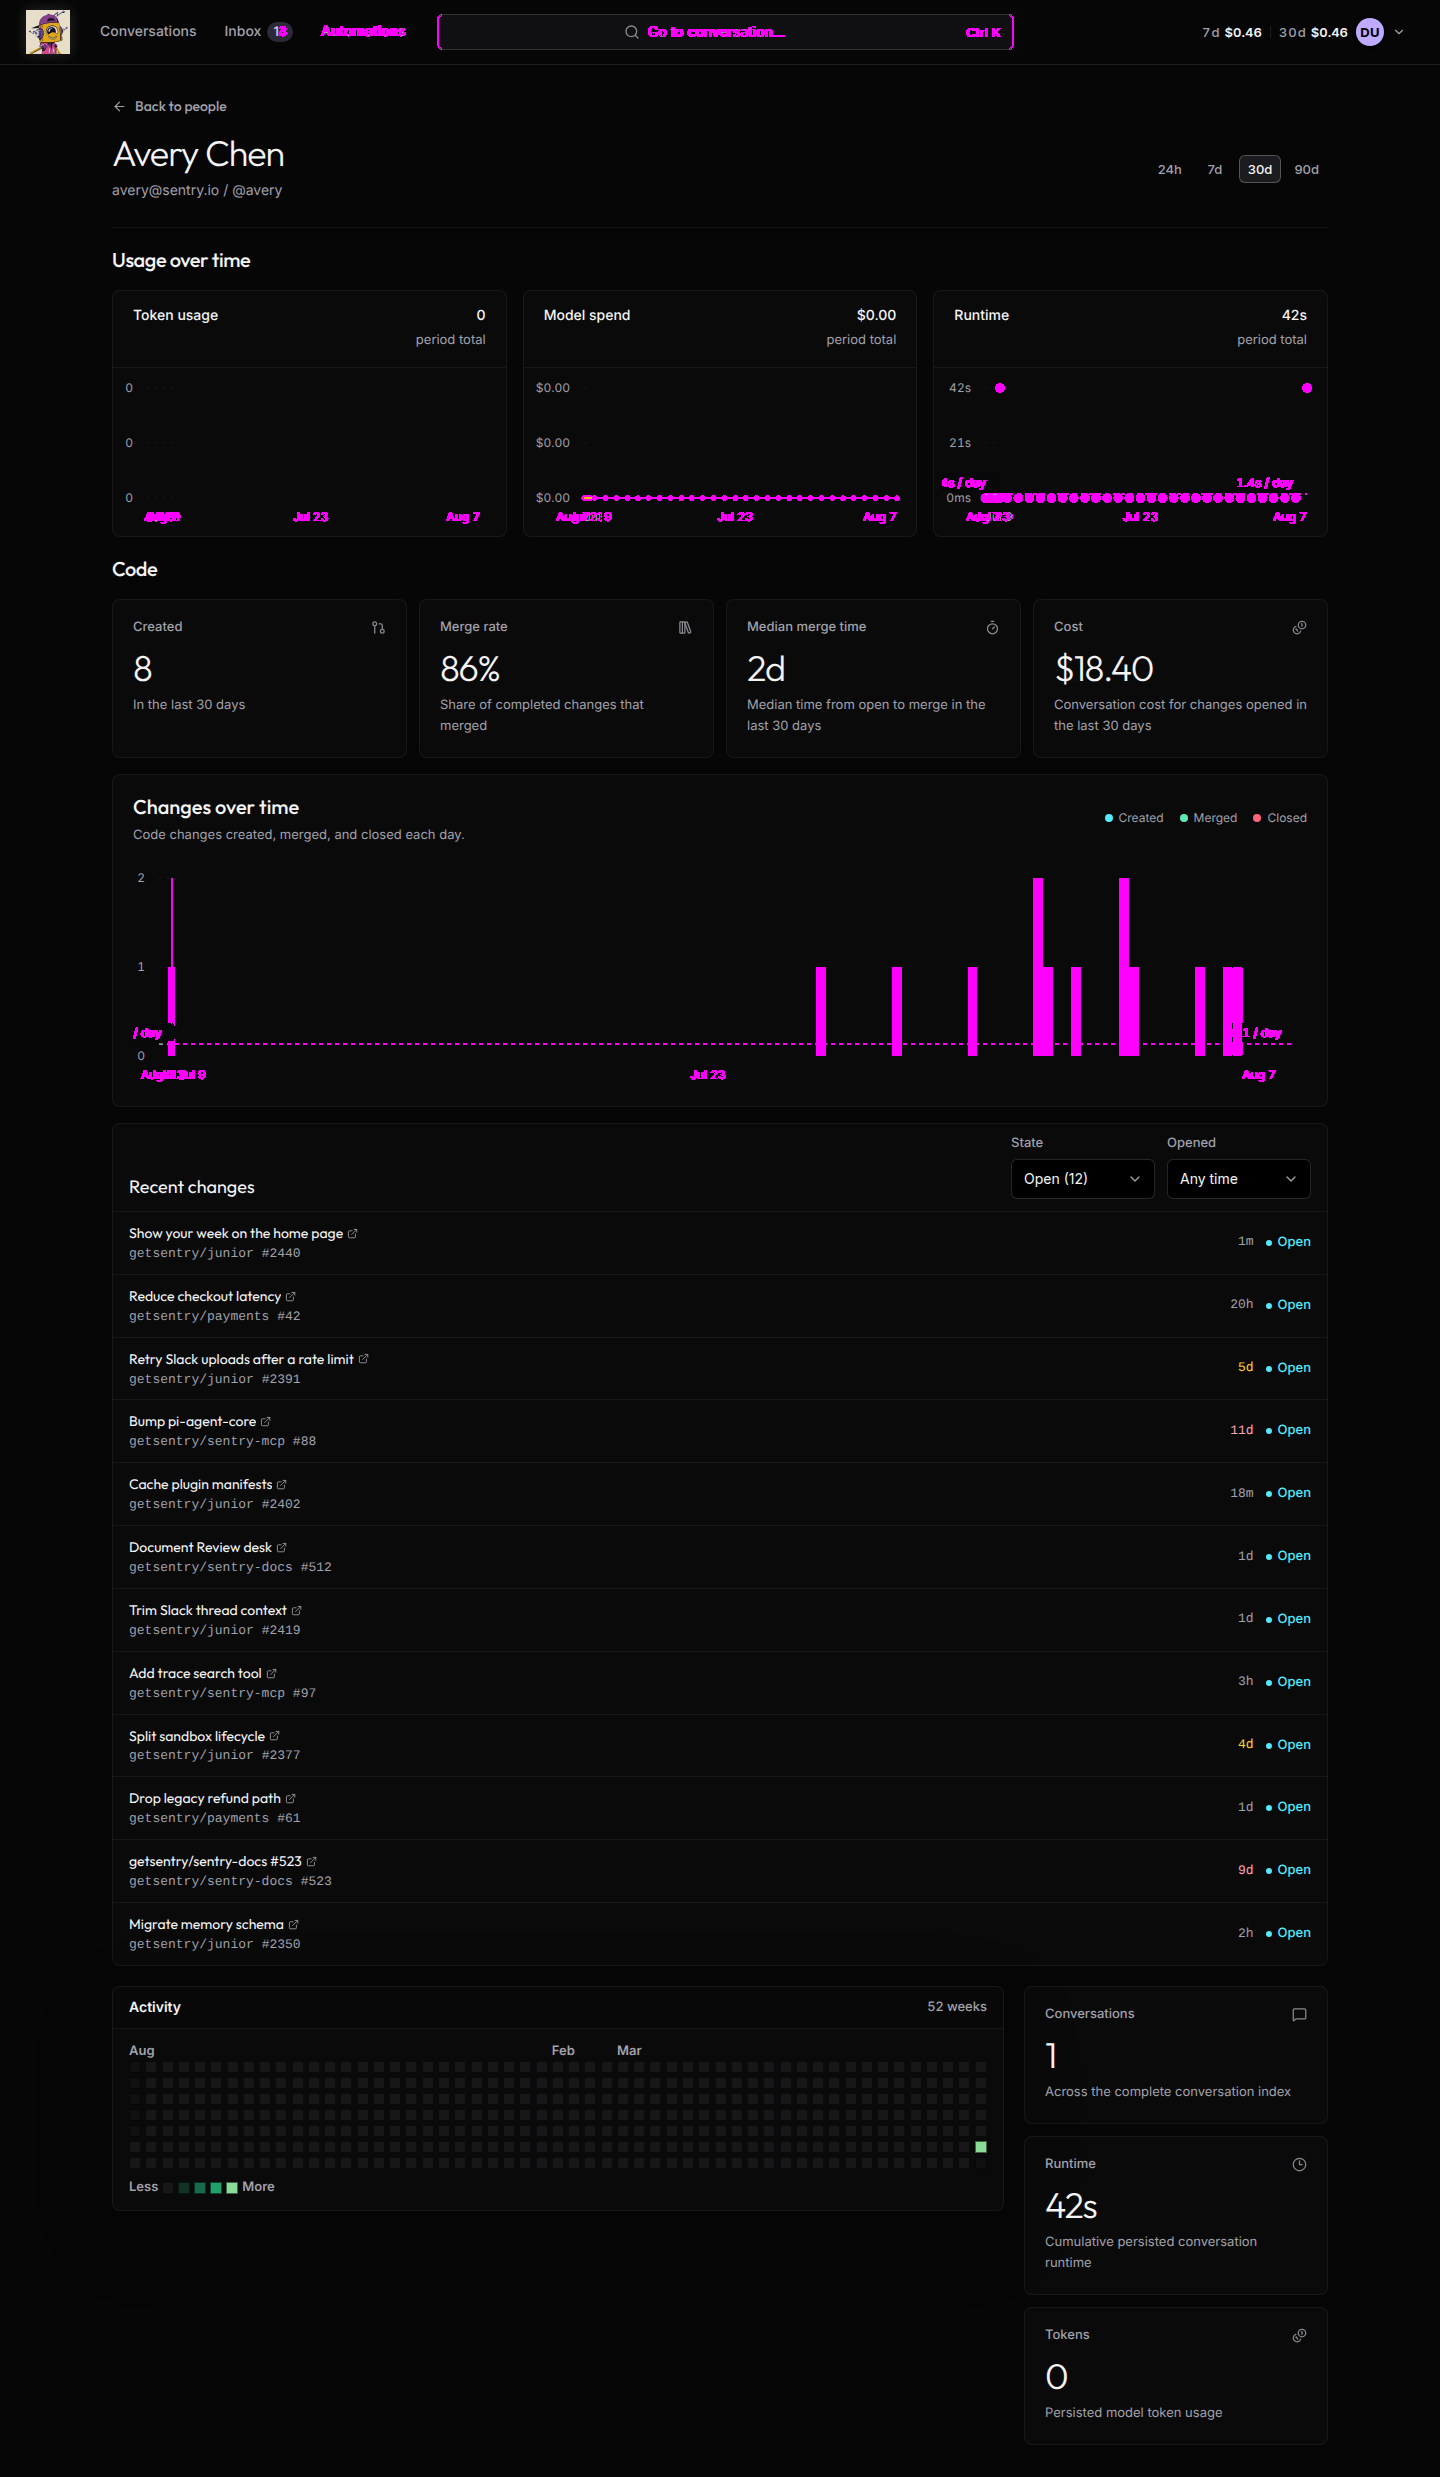 Conversations
Inbox
Automations
Go to conversation...
Ctrl K
7d $0.46
30d $0.46
DU
Back to people
Avery Chen
avery@sentry.io / @avery
24h
7d
30d
90d
Usage over time
Token usage
0
period total
0
0
0
Jul 23
Aug 7
Model spend
$0.00
period total
$0.00
$0.00
$0.00
Jul 23
Aug 7
Runtime
42s
period total
42s
21s
1.4s / day
0ms
Jul 23
Aug 7
Code
Created
8
In the last 30 days
Merge rate
86%
Share of completed changes that
merged
Median merge time
2d
Median time from open to merge in the
last 30 days
Cost
$18.40
Conversation cost for changes opened in
the last 30 days
Changes over time
Code changes created, merged, and closed each day.
Created
Merged
Closed
2
1
/ day
1 / day
0
Jul 9
Jul 23
Aug 7
Recent changes
State
Open (12)
Opened
Any time
Show your week on the home page
getsentry/junior #2440
1m
Open
Reduce checkout latency
getsentry/payments #42
20h
Open
Retry Slack uploads after a rate limit
getsentry/junior #2391
5d
Open
Bump pi-agent-core
getsentry/sentry-mcp #88
11d
Open
Cache plugin manifests
getsentry/junior #2402
18m
Open
Document Review desk
getsentry/sentry-docs #512
1d
Open
Trim Slack thread context
getsentry/junior #2419
1d
Open
Add trace search tool
getsentry/sentry-mcp #97
3h
Open
Split sandbox lifecycle
getsentry/junior #2377
4d
Open
Drop legacy refund path
getsentry/payments #61
1d
Open
getsentry/sentry-docs #523
getsentry/sentry-docs #523
9d
Open
Migrate memory schema
getsentry/junior #2350
2h
Open
Activity
52 weeks
Aug
Feb
Mar
Less
More
Conversations
1
Across the complete conversation index
Runtime
42s
Cumulative persisted conversation
runtime
Tokens
0
Persisted model token usage